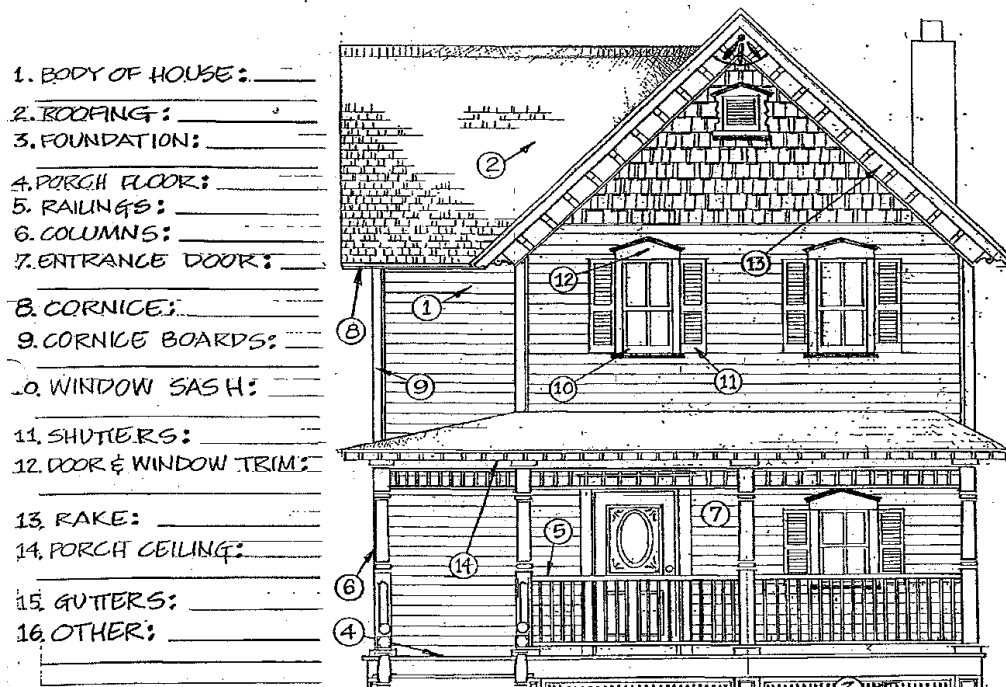 1. BODY OF HOUSE:
2. ROOFING:
3. FOUNDATION:
4. PORCH FLOOR:
5. RAILINGS:
6. COLUMNS:
7. ENTRANCE DOOR:
8. CORNICE:
9. CORNICE BOARDS:
0. WINDOW SASH:
11. SHUTTERS:
12. DOOR & WINDOW TRIM:
13. RAKE:
14. PORCH CEILING:
15. GUTTERS:
16. OTHER:
2
13
12
1
8
9
10
11
7
5
14
6
4
3